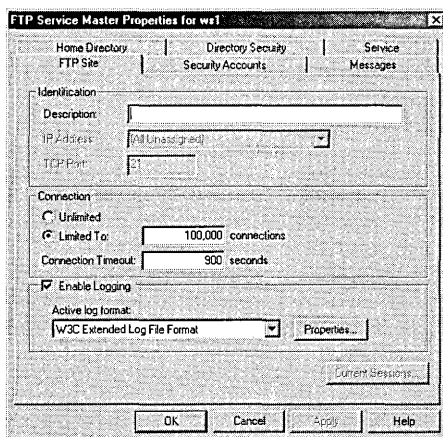 FTP Service Master Properties for ws1
Home Directory Directory Security Service
FTP Site Security Accounts Messages
Identification
Description:
IP Address: (All Unassigned)
TCP Port: 21
Connection
Unlimited
Limited To: 100,000 connections
Connection Timeout: 900 seconds
Enable Logging
Active log format:
W3C Extended Log File Format Properties...
Current Sessions...
OK Cancel Apply Help